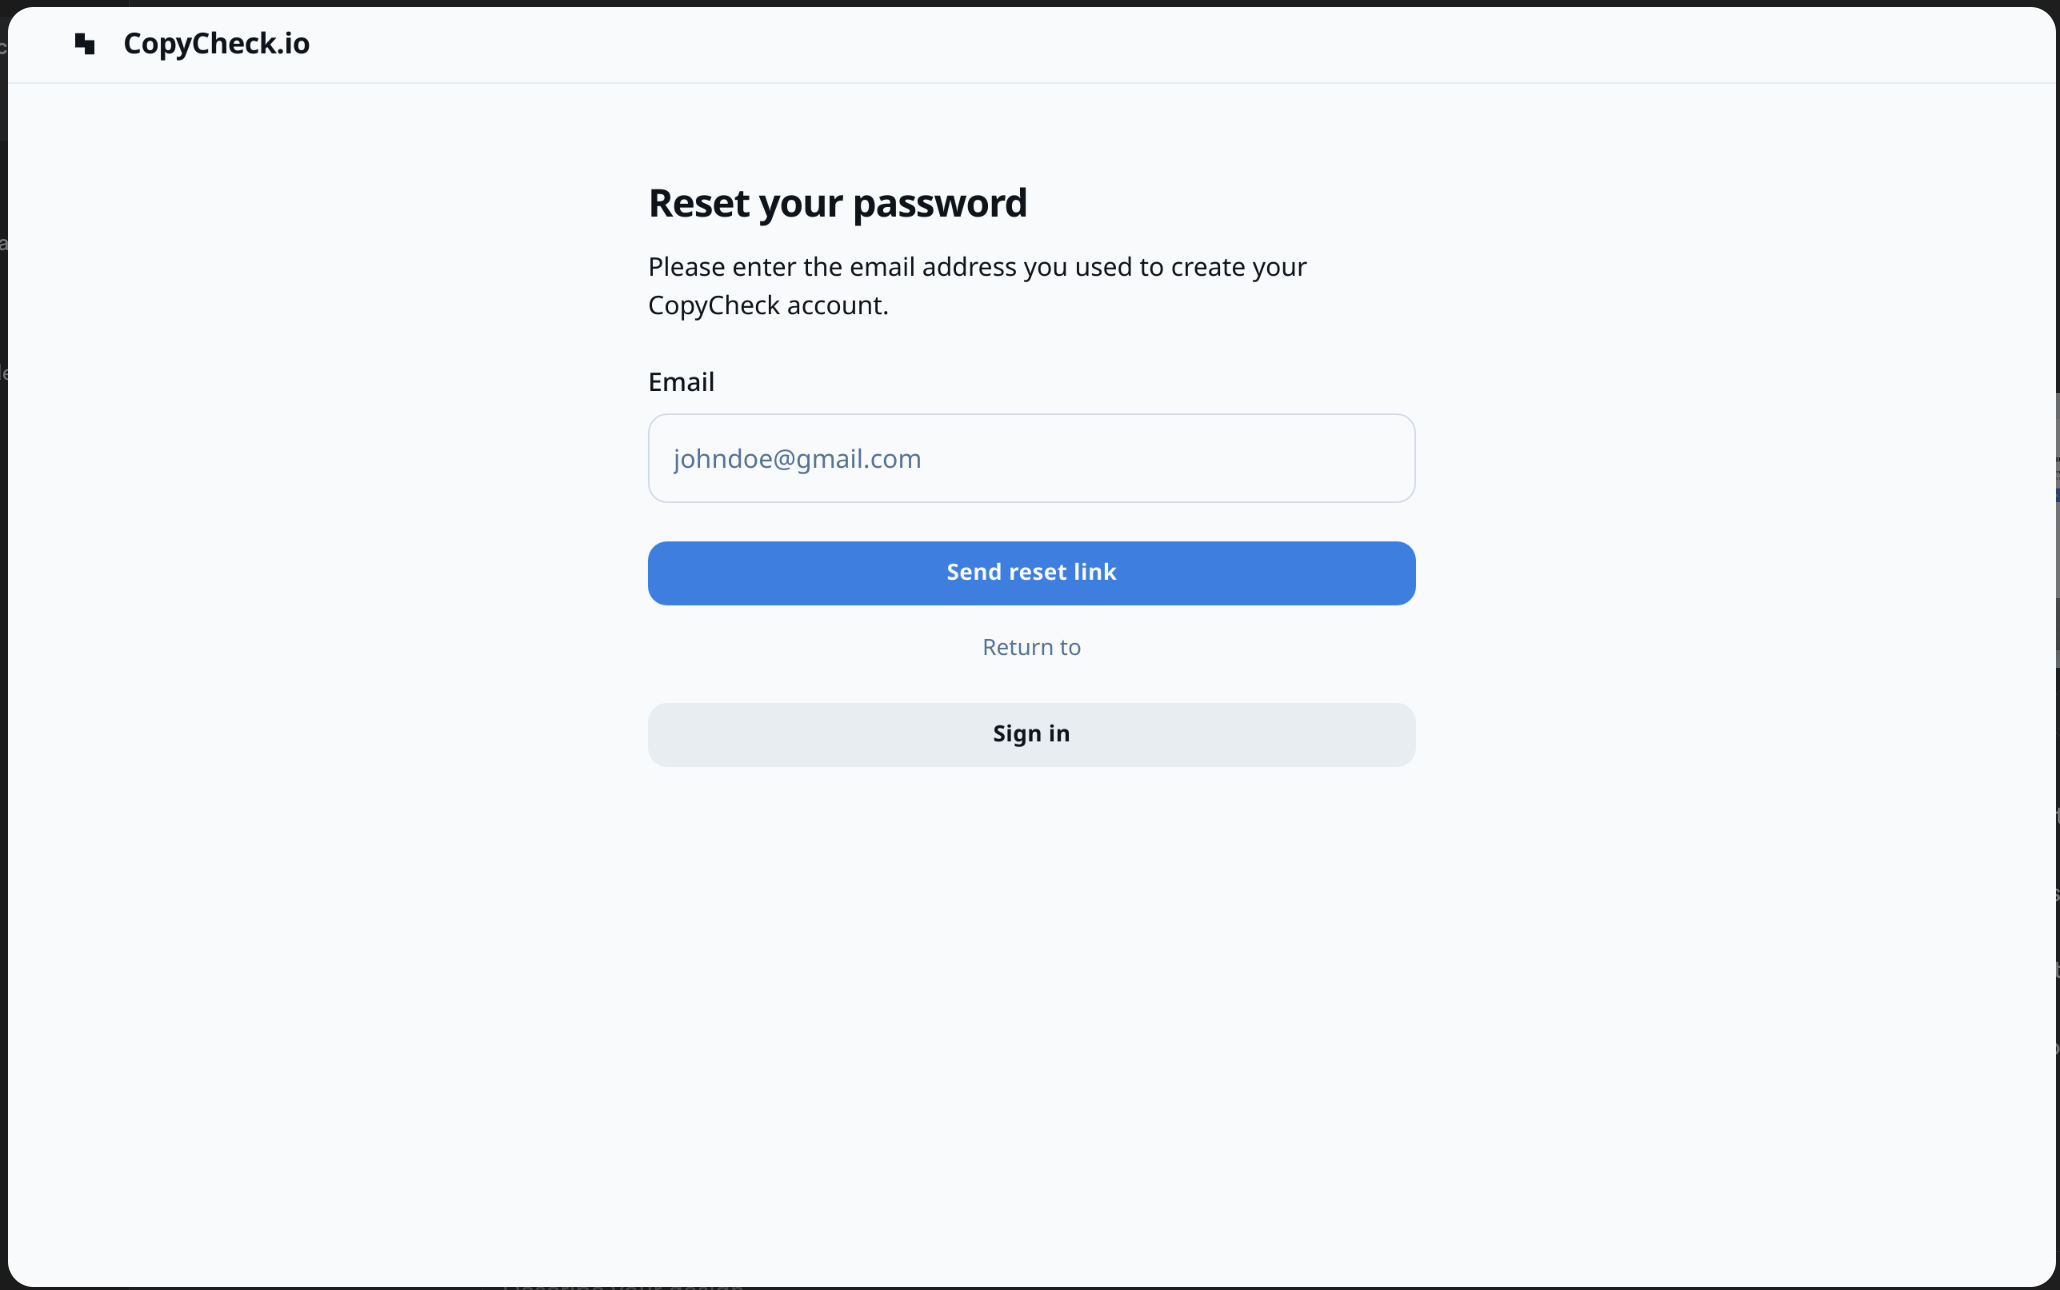 CopyCheck.io
Reset your password
Please enter the email address you used to create your
CopyCheck account.
Email
johndoe@gmail.com
Send reset link
Return to
Sign in